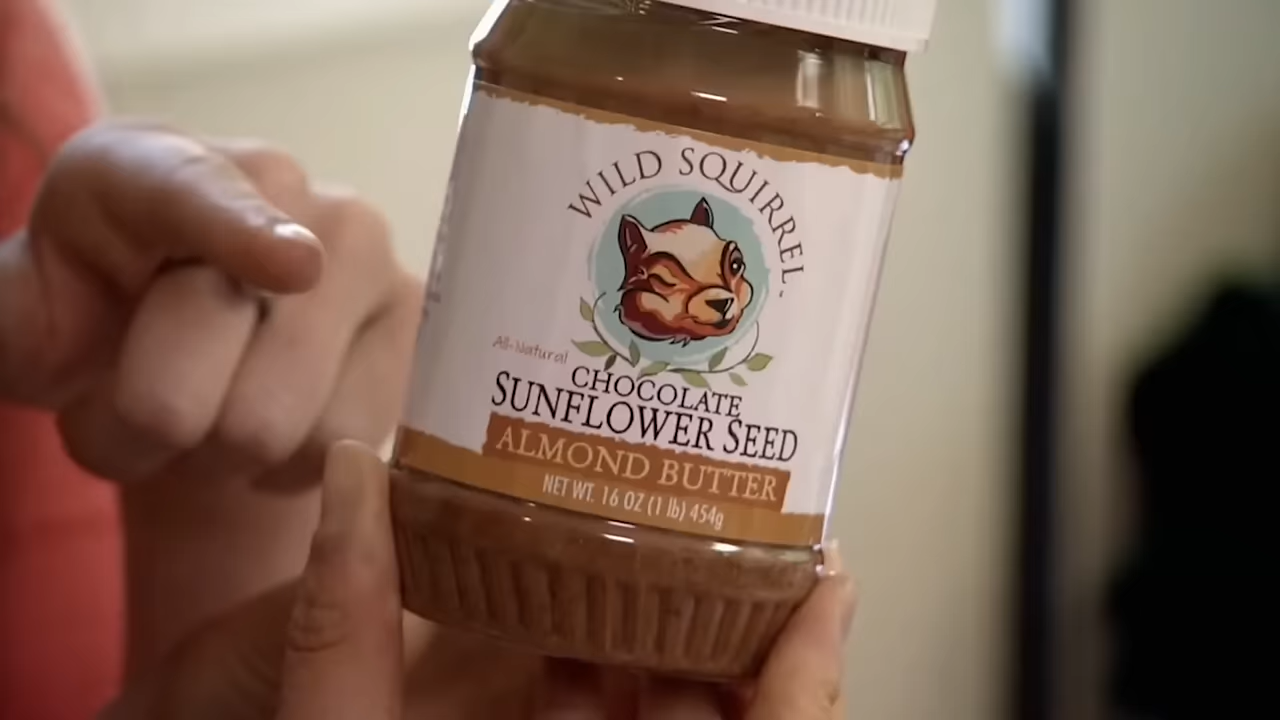 WILD SQUIRREL
All-Natural
CHOCOLATE
SUNFLOWER SEED
ALMOND BUTTER
NET WT. 16 OZ (1 lb) 454g